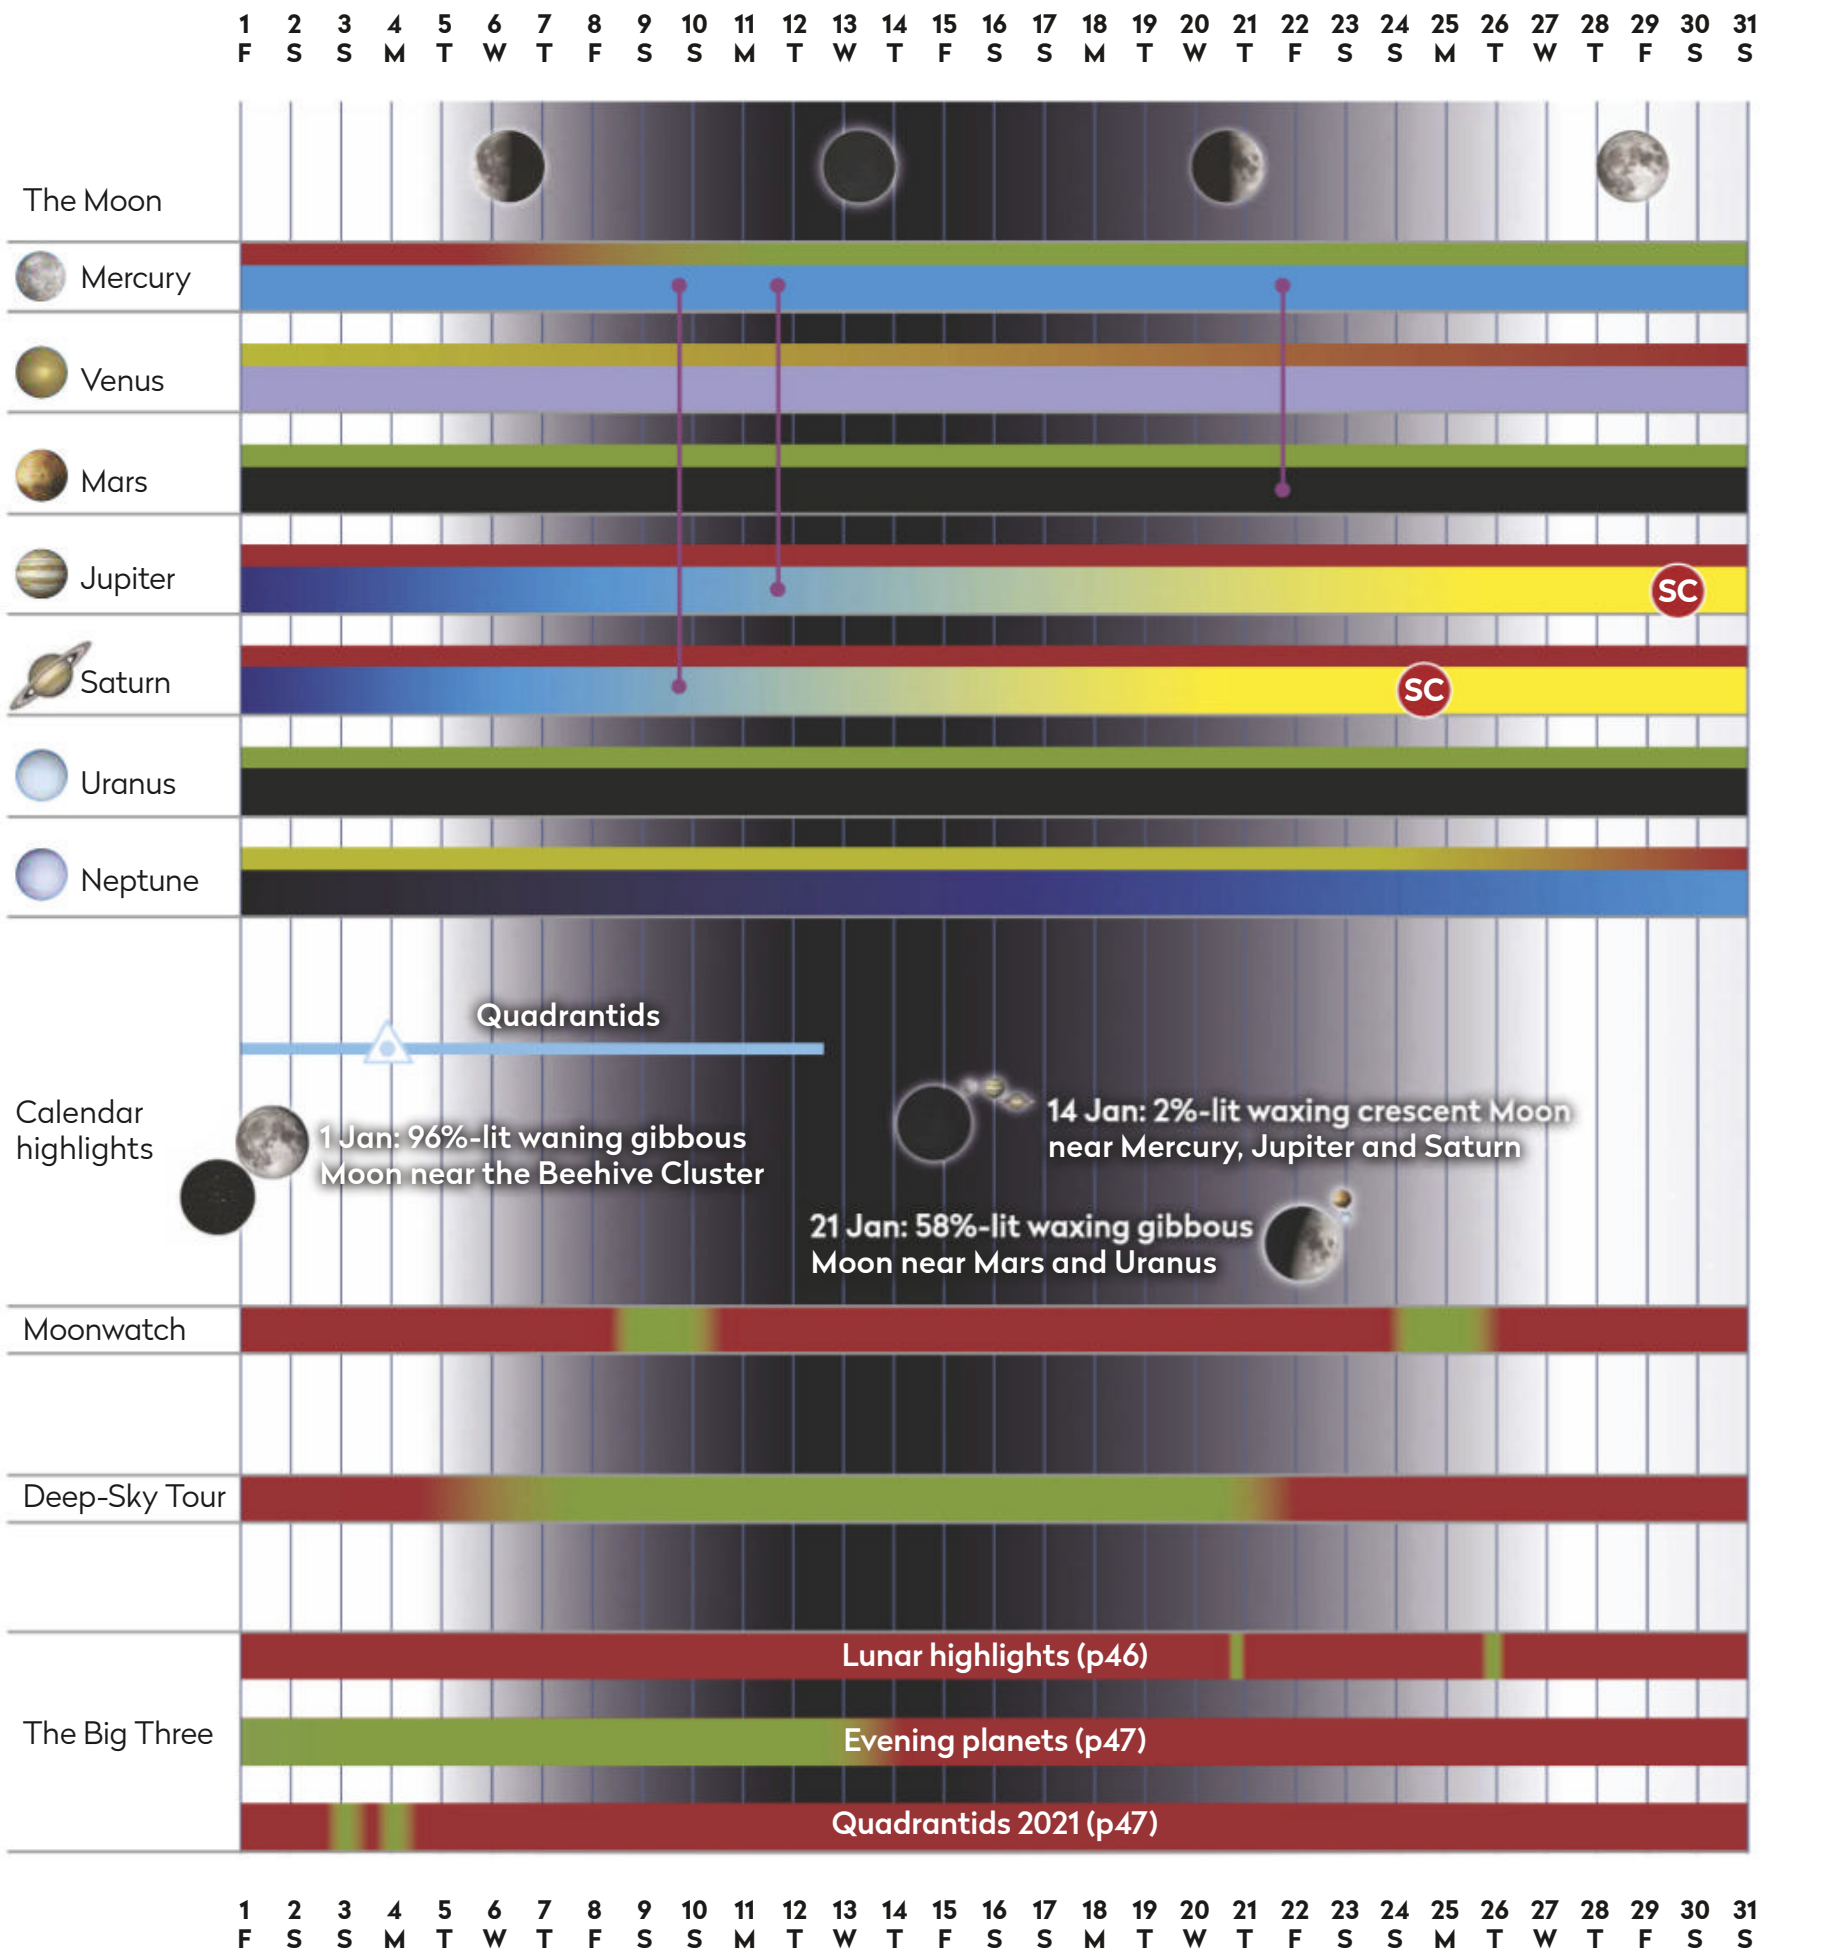 1 2 3 4 5 6 7 8 9 10 11 12 13 14 15 16 17 18 19 20 21 22 23 24 25 26 27 28 29 30 31
F S S M T W T F S S M T W T F S S M T W T F S S M T W T F S S
The Moon
Mercury
Venus
Mars
Jupiter
SC
Saturn
SC
Uranus
Neptune
Quadrantids
Calendar
highlights
1 Jan: 96%-lit waning gibbous
Moon near the Beehive Cluster
14 Jan: 2%-lit waxing crescent Moon
near Mercury, Jupiter and Saturn
21 Jan: 58%-lit waxing gibbous
Moon near Mars and Uranus
Moonwatch
Deep-Sky Tour
The Big Three
Lunar highlights (p46)
Evening planets (p47)
Quadrantids 2021 (p47)
1 2 3 4 5 6 7 8 9 10 11 12 13 14 15 16 17 18 19 20 21 22 23 24 25 26 27 28 29 30 31
F S S M T W T F S S M T W T F S S M T W T F S S M T W T F S S